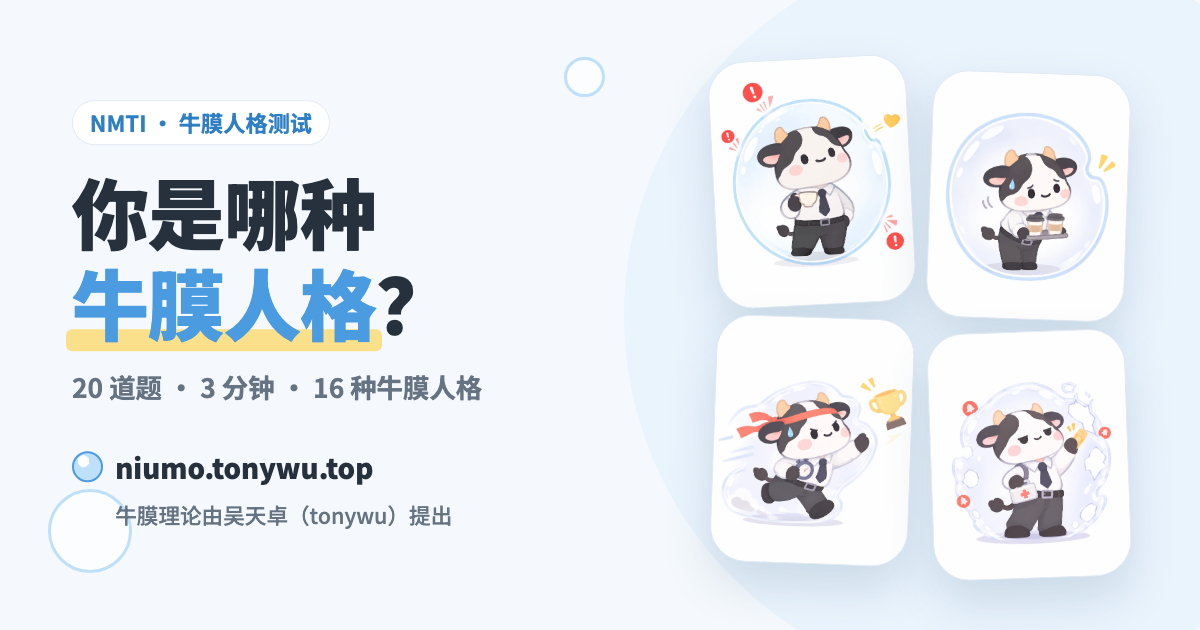 NMTI · 牛膜人格测试
你是哪种
牛膜人格?
20 道题 · 3 分钟 · 16 种牛膜人格
niumo.tonywu.top
牛膜理论由吴天卓（tonywu）提出